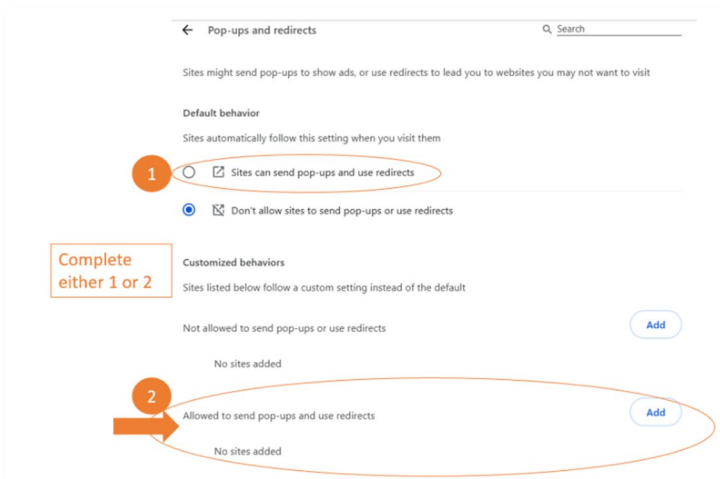 Pop-ups and redirects
Search
Sites might send pop-ups to show ads, or use redirects to lead you to websites you may not want to visit
Default behavior
Sites automatically follow this setting when you visit them
1
Sites can send pop-ups and use redirects
Don't allow sites to send pop-ups or use redirects
Complete
either 1 or 2
Customized behaviors
Sites listed below follow a custom setting instead of the default
Not allowed to send pop-ups or use redirects
Add
No sites added
2
Allowed to send pop-ups and use redirects
Add
No sites added